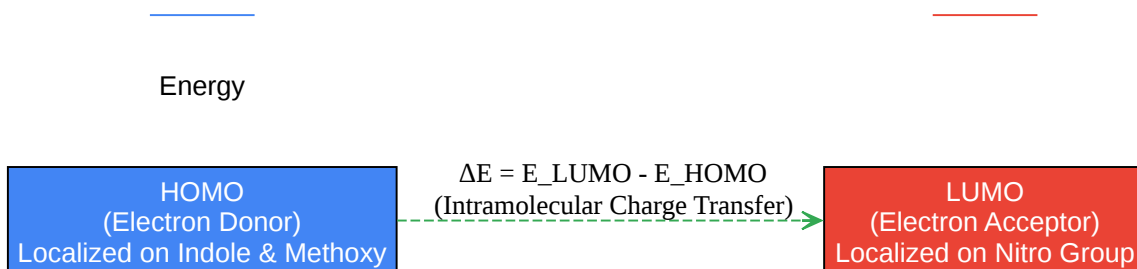 Energy
HOMO
(Electron Donor)
Localized on Indole & Methoxy
ΔE = E_LUMO - E_HOMO
(Intramolecular Charge Transfer)
LUMO
(Electron Acceptor)
Localized on Nitro Group